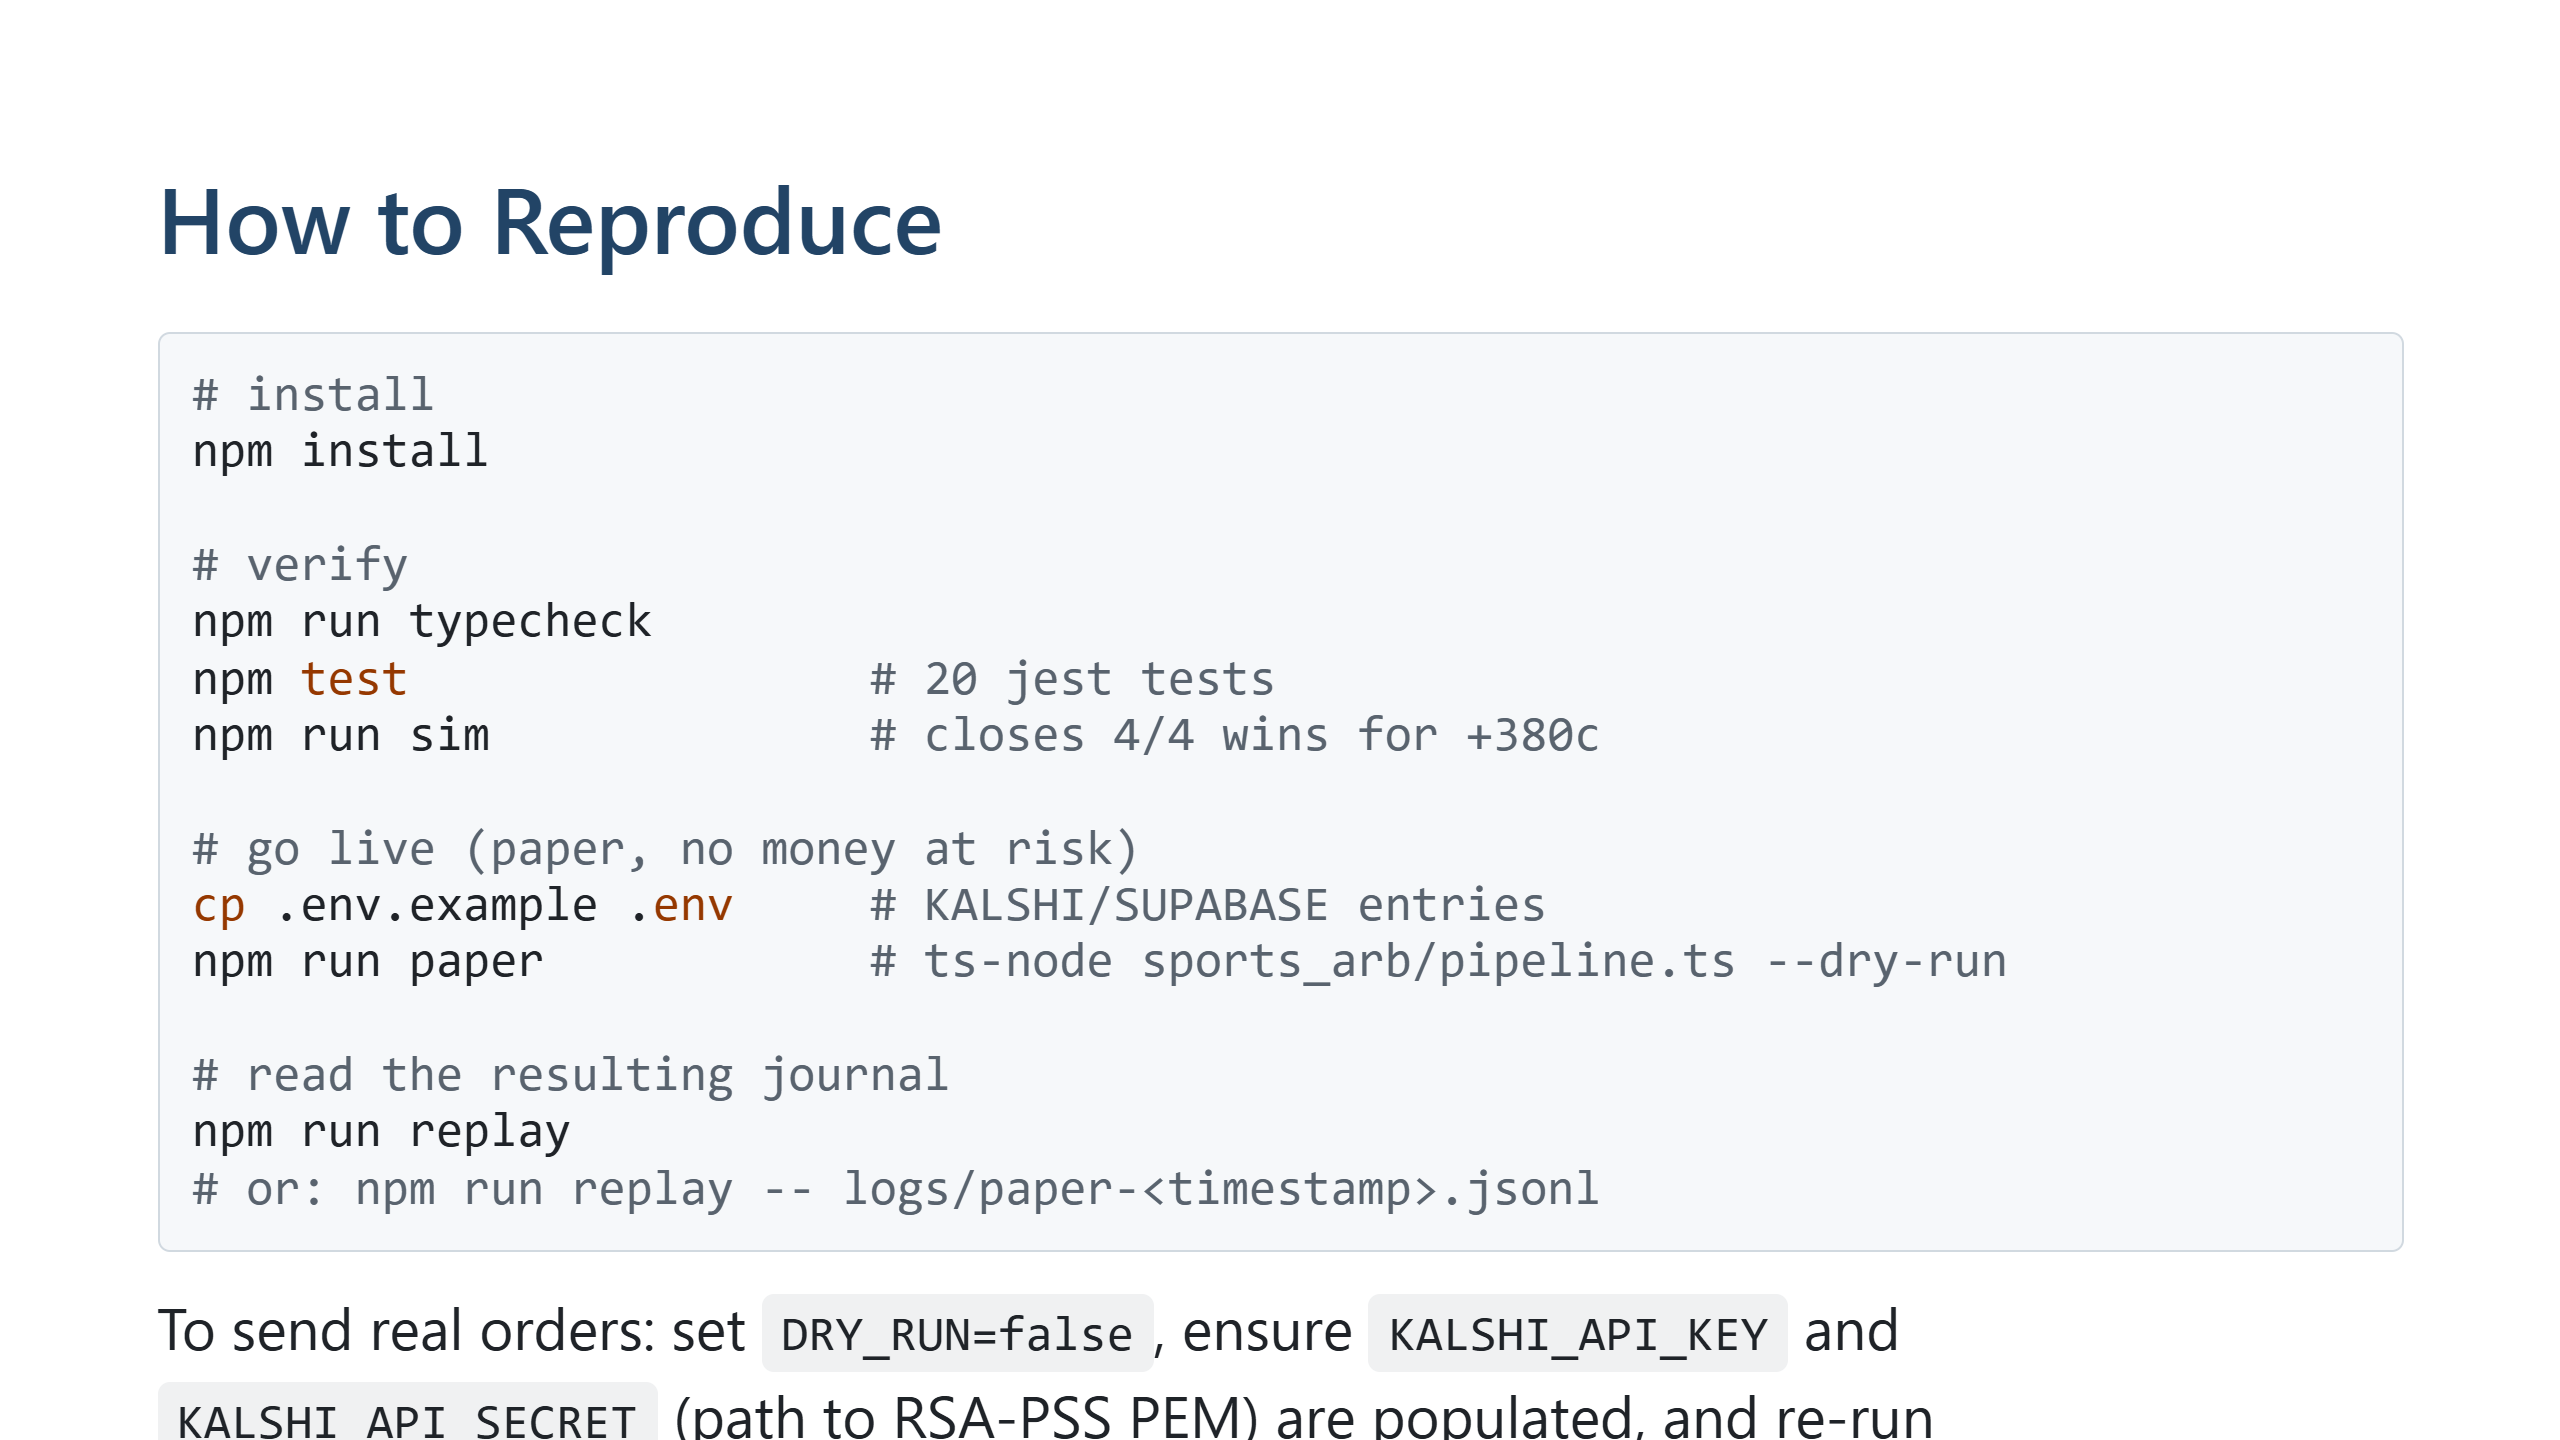 How to Reproduce
# install
npm install
# verify
npm run typecheck
npm test # 20 jest tests
npm run sim # closes 4/4 wins for +380c
# go live (paper, no money at risk)
cp .env.example .env # KALSHI/SUPABASE entries
npm run paper # ts-node sports_arb/pipeline.ts --dry-run
# read the resulting journal
npm run replay
# or: npm run replay -- logs/paper-<timestamp>.jsonl
To send real orders: set DRY_RUN=false, ensure KALSHI_API_KEY and
KALSHI_API_SECRET (path to RSA-PSS PEM) are populated, and re-run